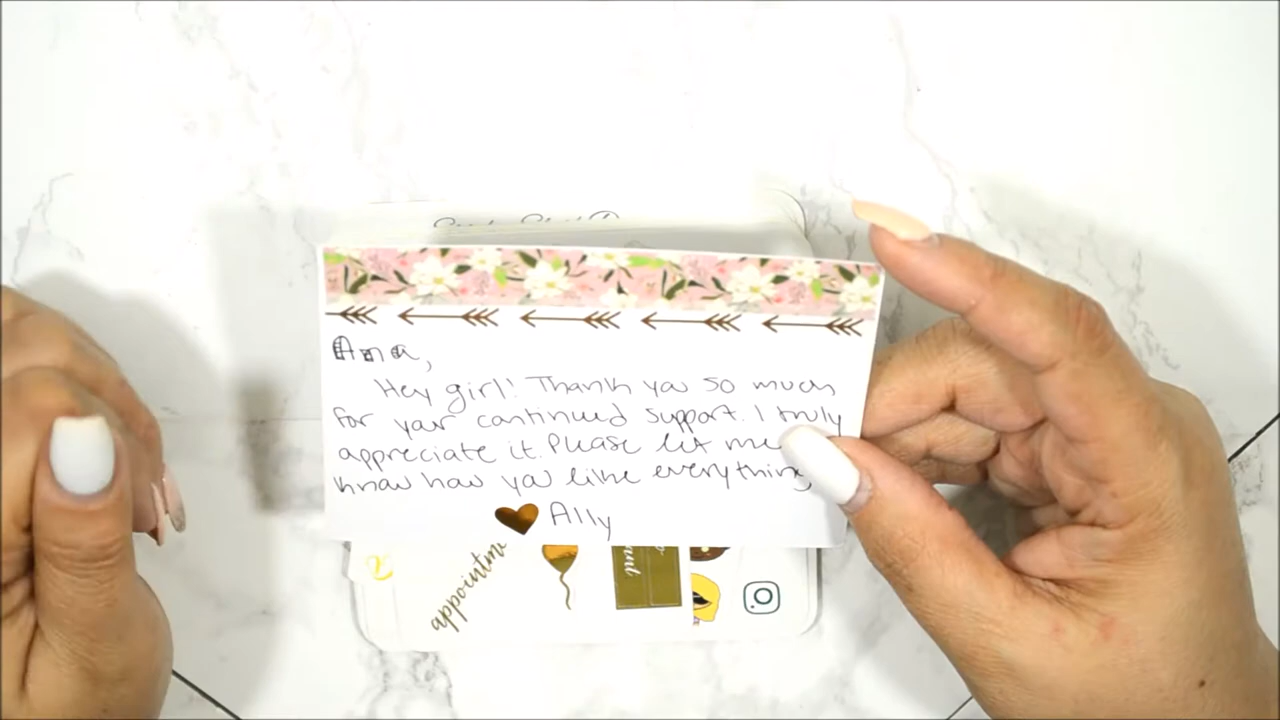 Ana,
Hey girl! Thank you so much
for your continued support. I truly
appreciate it. Please let me
know how you like everything
Ally
appointme